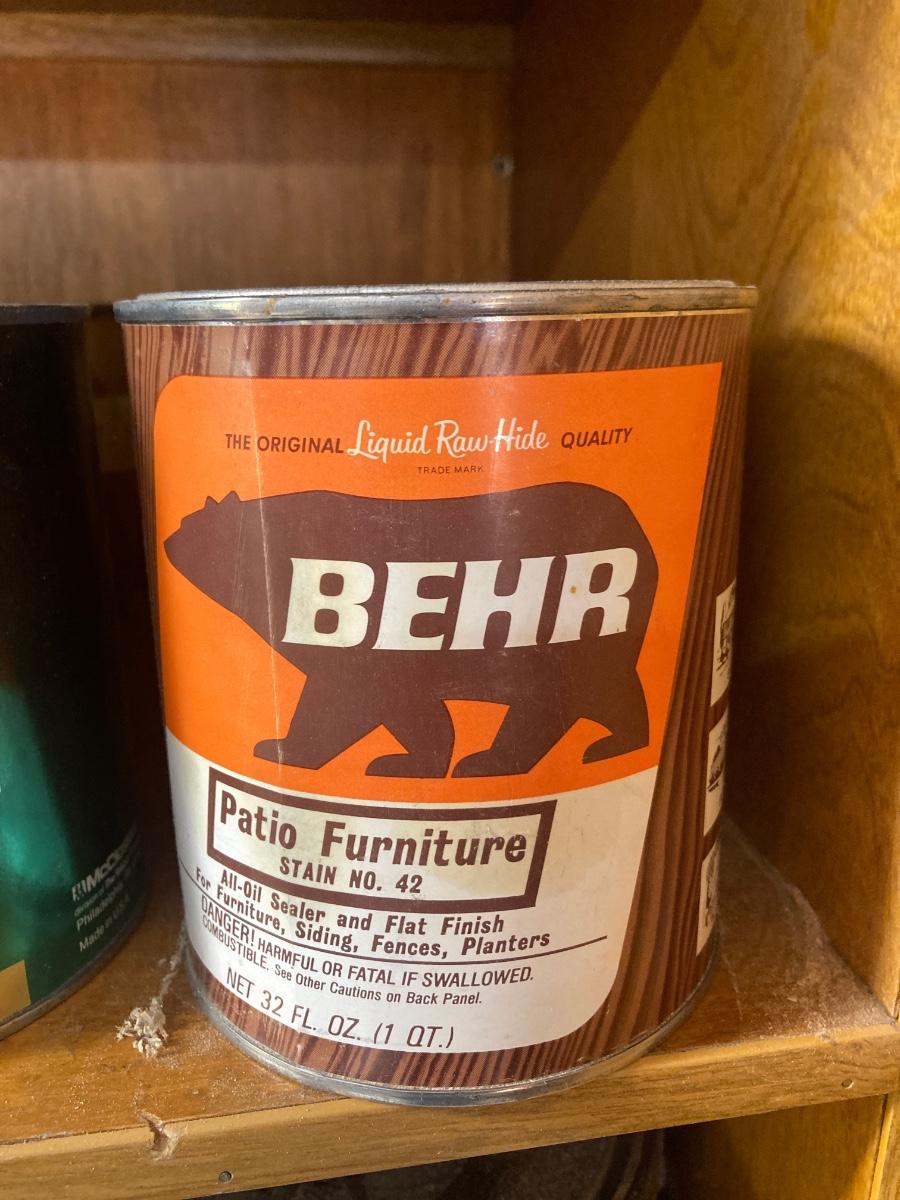 THE ORIGINAL Liquid Raw-Hide QUALITY
TRADE MARK
BEHR
Patio Furniture
STAIN NO. 42
All-Oil Sealer and Flat Finish
For Furniture, Siding, Fences, Planters
DANGER! HARMFUL OR FATAL IF SWALLOWED.
COMBUSTIBLE. See Other Cautions on Back Panel.
NET 32 FL. OZ. (1 QT.)
Philadelphia
Made in U.S.A.